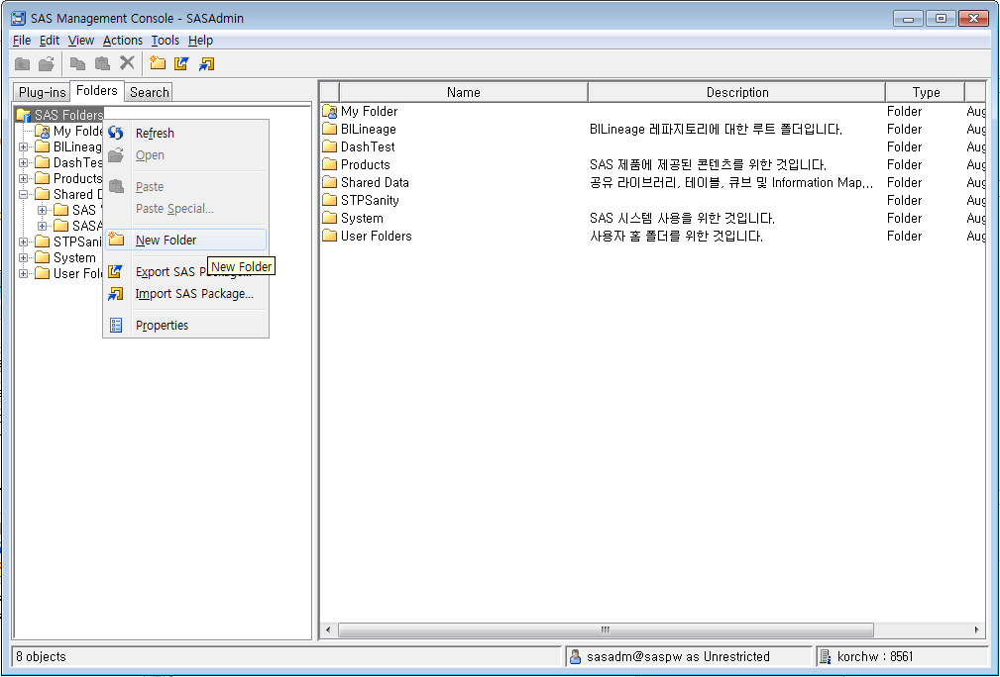 SAS Management Console - SASAdmin
File Edit View Actions Tools Help
Plug-ins Folders Search
SAS Folders
My Folde
BILineag
DashTes
Products
Shared D
SAS
SASA
STPSani
System
User Fol
Refresh
Open
Paste
Paste Special...
New Folder
New Folder
Export SAS P
Import SAS Package...
Properties
Name Description Type
My Folder Folder Aug
BILineage BILineage 레파지토리에 대한 루트 폴더입니다. Folder Aug
DashTest Folder Aug
Products SAS 제품에 제공된 콘텐츠를 위한 것입니다. Folder Aug
Shared Data 공유 라이브러리, 테이블, 큐브 및 Information Map... Folder Aug
STPSanity Folder Aug
System SAS 시스템 사용을 위한 것입니다. Folder Aug
User Folders 사용자 홈 폴더를 위한 것입니다. Folder Aug
8 objects sasadm@saspw as Unrestricted korchw : 8561